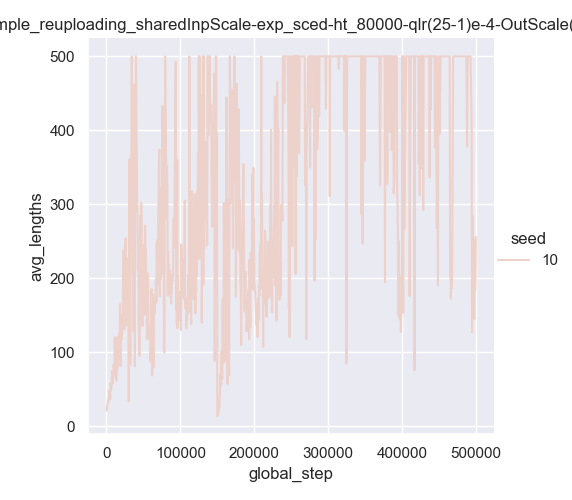 mple_reuploading_sharedInpScale-exp_sced-ht_80000-qlr(25-1)e-4-OutScale(
500
400
300
200
100
0
avg_lengths
seed
10
0 100000 200000 300000 400000 500000
global_step